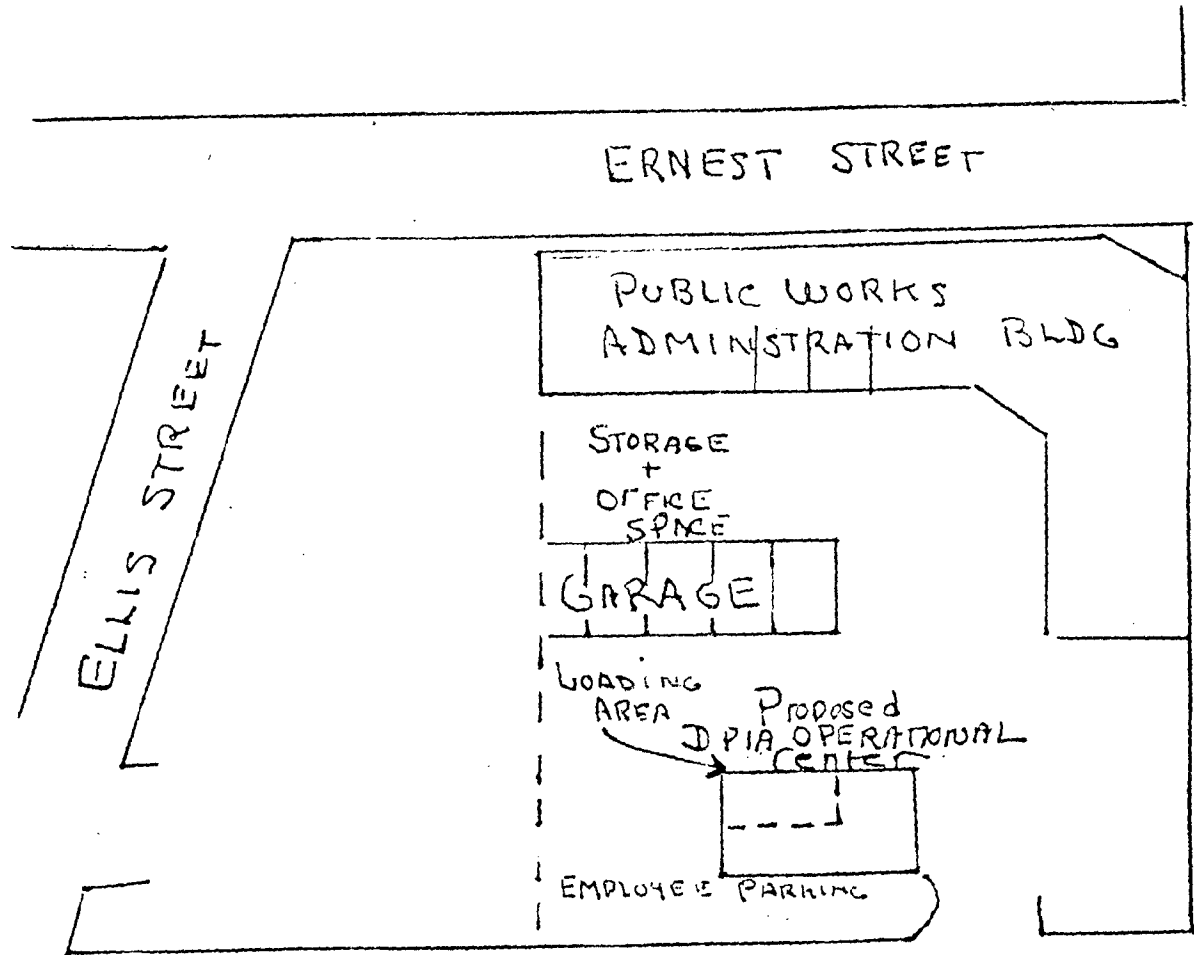 ERNEST STREET
PUBLIC WORKS
ADMINISTRATION BLDG
ELLIS STREET
STORAGE
+
OFFICE
SPACE
GARAGE
LOADING
AREA
Proposed
DPIA OPERATIONAL
Center
EMPLOYEE PARKING